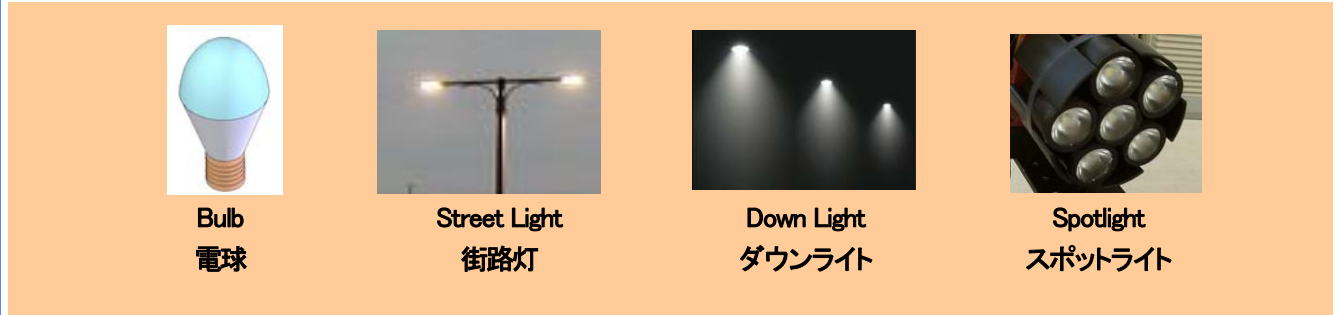 Bulb
電球
Street Light
街路灯
Down Light
ダウンライト
Spotlight
スポットライト